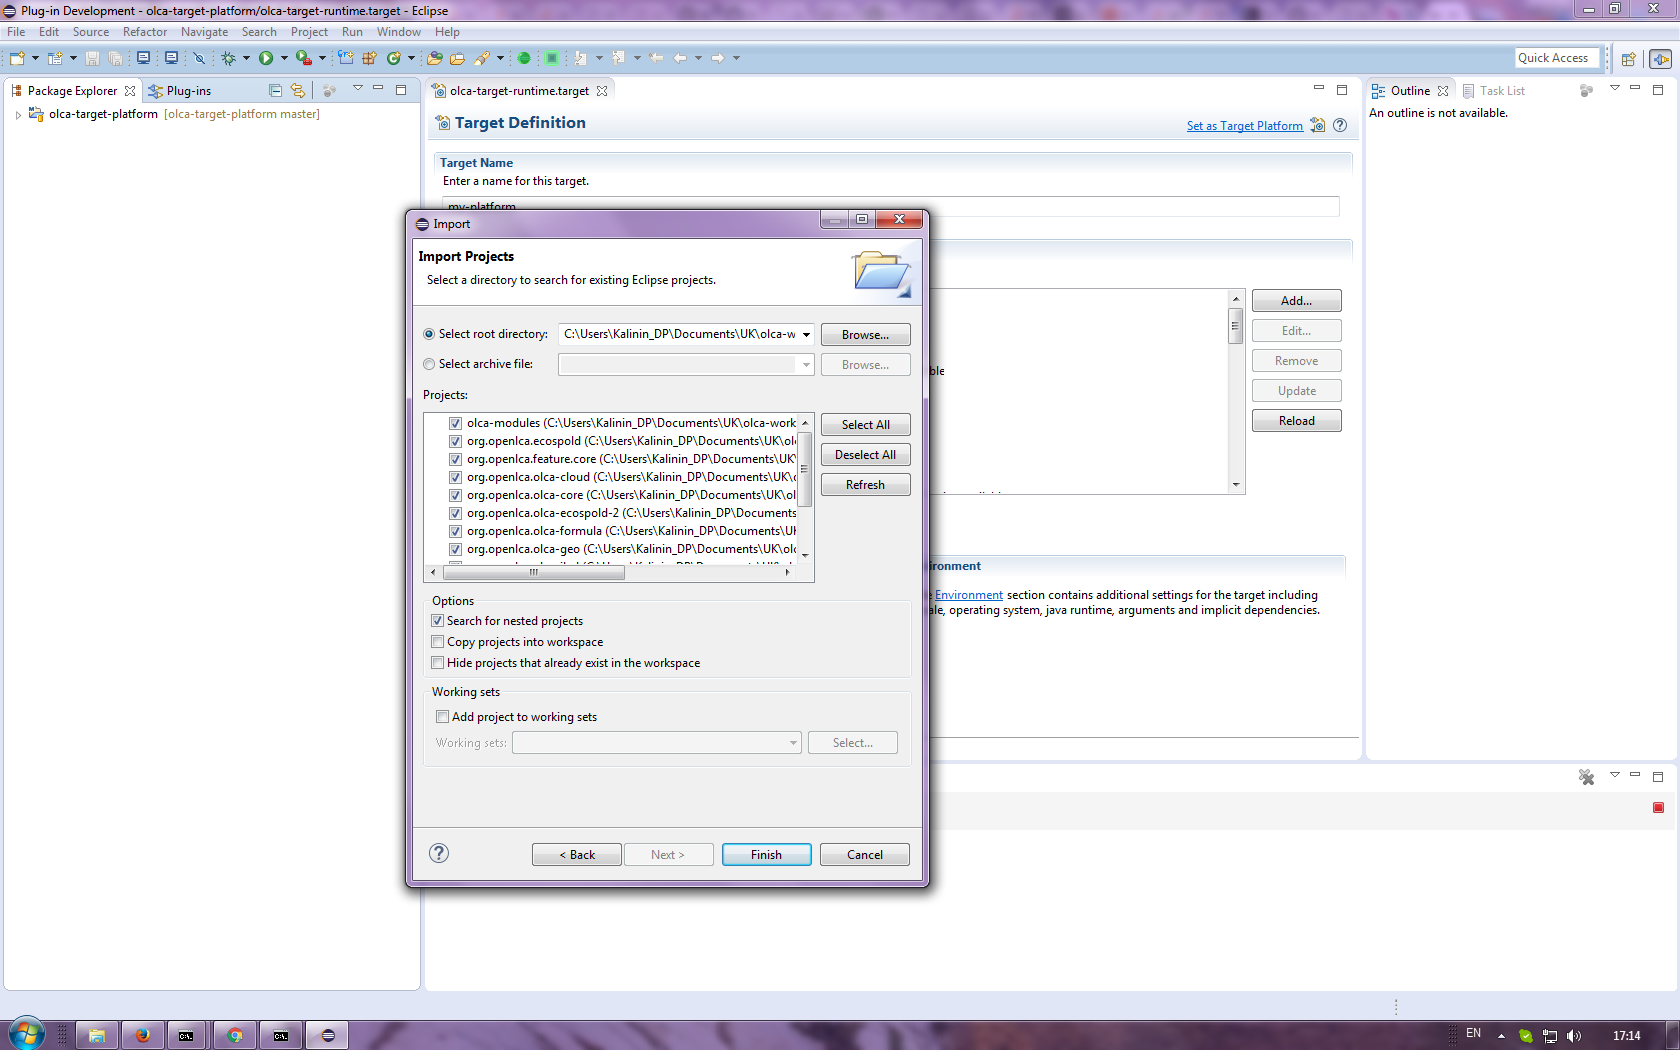 Plug-in Development - olca-target-platform/olca-target-runtime.target - Eclipse
File Edit Source Refactor Navigate Search Project Run Window Help
Quick Access
Package Explorer
Plug-ins
olca-target-platform [olca-target-platform master]
olca-target-runtime.target
Target Definition
Set as Target Platform
Target Name
Enter a name for this target.
my-platform
Add...
Edit...
Remove
Update
Reload
ble
ironment
e Environment section contains additional settings for the target including
ale, operating system, java runtime, arguments and implicit dependencies.
Outline
Task List
An outline is not available.
Import
Import Projects
Select a directory to search for existing Eclipse projects.
Select root directory:
C:\Users\Kalinin_DP\Documents\UK\olca-w
Browse...
Select archive file:
Browse...
Projects:
olca-modules (C:\Users\Kalinin_DP\Documents\UK\olca-work
org.openlca.ecospold (C:\Users\Kalinin_DP\Documents\UK\olc
org.openlca.feature.core (C:\Users\Kalinin_DP\Documents\UK\
org.openlca.olca-cloud (C:\Users\Kalinin_DP\Documents\UK\o
org.openlca.olca-core (C:\Users\Kalinin_DP\Documents\UK\ol
org.openlca.olca-ecospold-2 (C:\Users\Kalinin_DP\Documents
org.openlca.olca-formula (C:\Users\Kalinin_DP\Documents\UK
org.openlca.olca-geo (C:\Users\Kalinin_DP\Documents\UK\olc
Select All
Deselect All
Refresh
Options
Search for nested projects
Copy projects into workspace
Hide projects that already exist in the workspace
Working sets
Add project to working sets
Working sets:
Select...
< Back
Next >
Finish
Cancel
EN
17:14